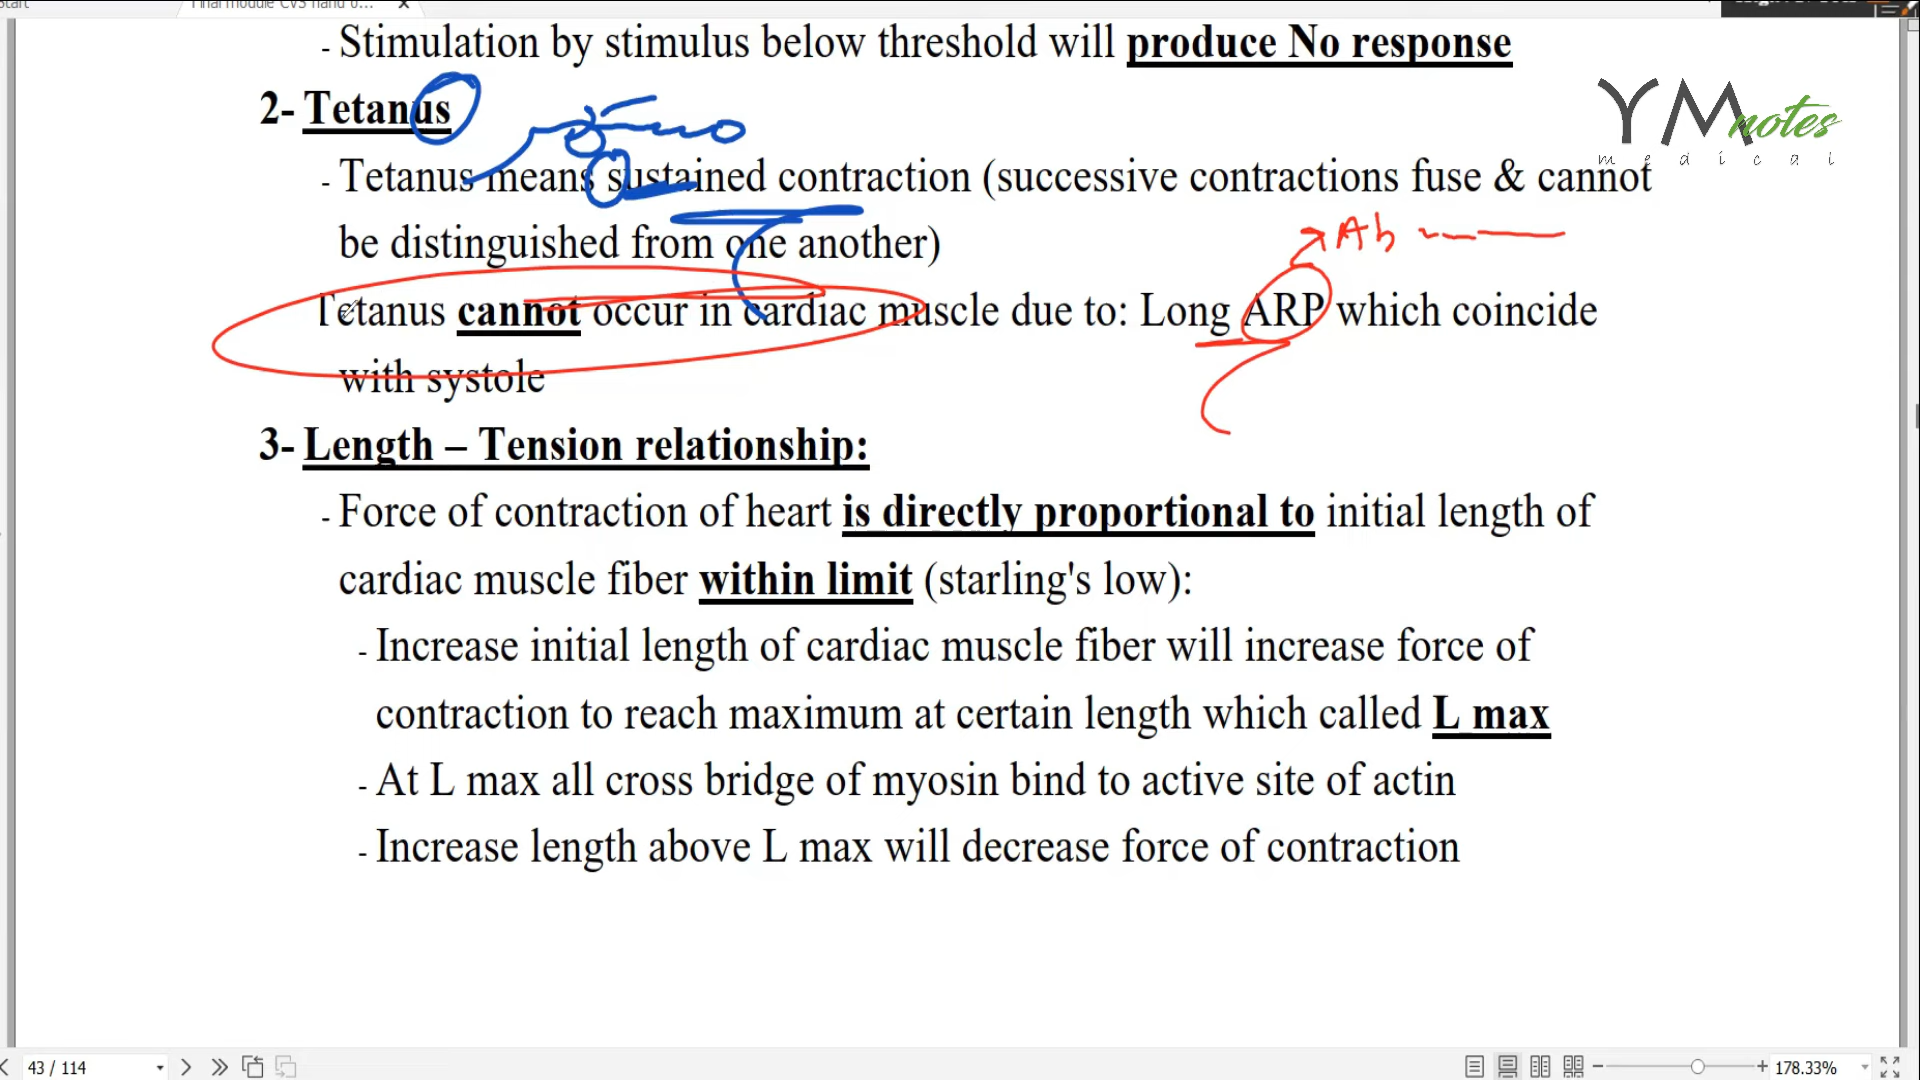 - Stimulation by stimulus below threshold will produce No response
YM notes
medical
2- Tetanus
- Tetanus means sustained contraction (successive contractions fuse & cannot
be distinguished from one another)
Ab
Tetanus cannot occur in cardiac muscle due to: Long ARP which coincide
with systole
3- Length – Tension relationship:
- Force of contraction of heart is directly proportional to initial length of
cardiac muscle fiber within limit (starling's low):
- Increase initial length of cardiac muscle fiber will increase force of
contraction to reach maximum at certain length which called L max
- At L max all cross bridge of myosin bind to active site of actin
- Increase length above L max will decrease force of contraction
43 / 114
178.33%